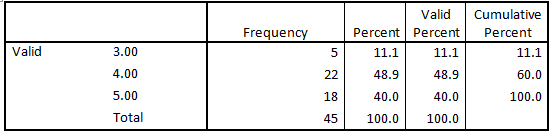 Frequency Percent Valid Percent Cumulative Percent
Valid 3.00 5 11.1 11.1 11.1
4.00 22 48.9 48.9 60.0
5.00 18 40.0 40.0 100.0
Total 45 100.0 100.0